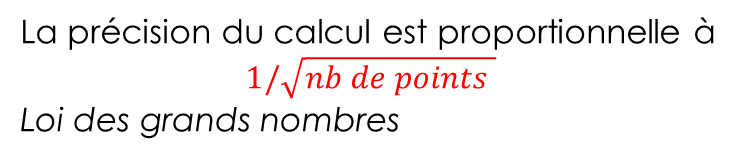 La précision du calcul est proportionnelle à
1/√nb de points
Loi des grands nombres